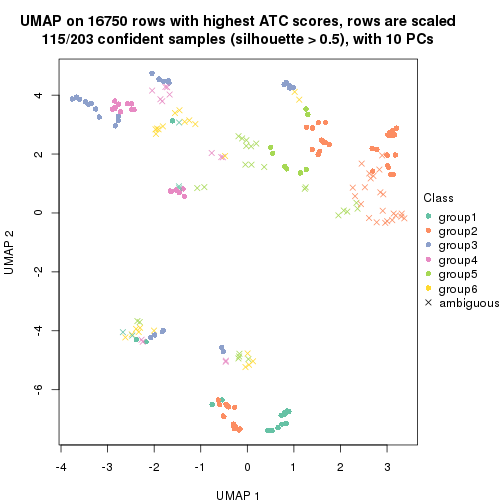 UMAP on 16750 rows with highest ATC scores, rows are scaled
115/203 confident samples (silhouette > 0.5), with 10 PCs
4
2
0
-2
-4
-6
UMAP 2
-4
-3
-2
-1
0
1
2
3
UMAP 1
Class
group1
group2
group3
group4
group5
group6
ambiguous